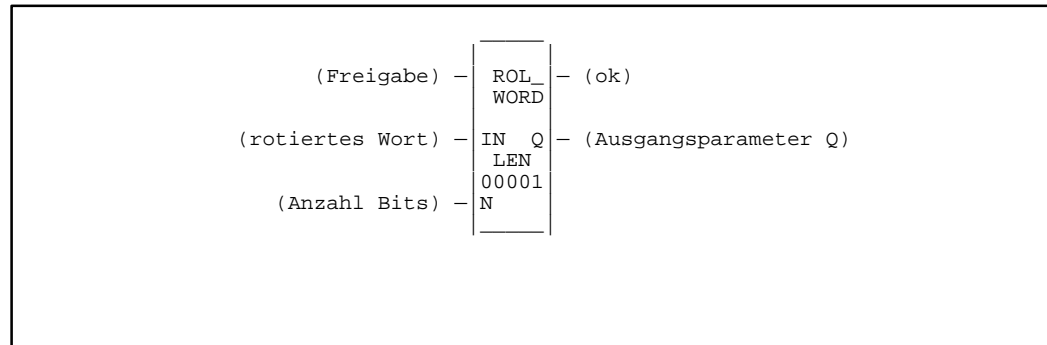 (Freigabe) ROL_ (ok)
WORD
(rotiertes Wort) IN Q (Ausgangsparameter Q)
LEN
00001
(Anzahl Bits) N